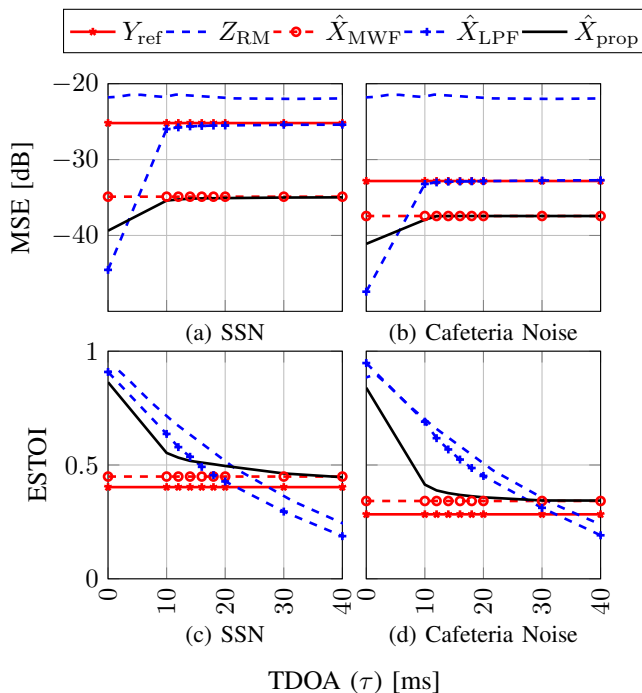 Y_ref Z_RM X̂_MWF X̂_LPF X̂_prop
−20
−30
−40
MSE [dB]
(a) SSN
(b) Cafeteria Noise
1
0.5
0
ESTOI
0 10 20 30 40
0 10 20 30 40
(c) SSN
(d) Cafeteria Noise
TDOA (τ) [ms]